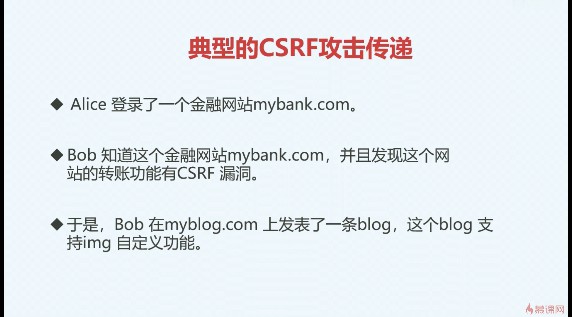 典型的CSRF攻击传递
◆ Alice 登录了一个金融网站mybank.com。
◆ Bob 知道这个金融网站mybank.com，并且发现这个网
站的转账功能有CSRF 漏洞。
◆ 于是，Bob 在myblog.com 上发表了一条blog，这个blog 支
持img 自定义功能。
慕课网